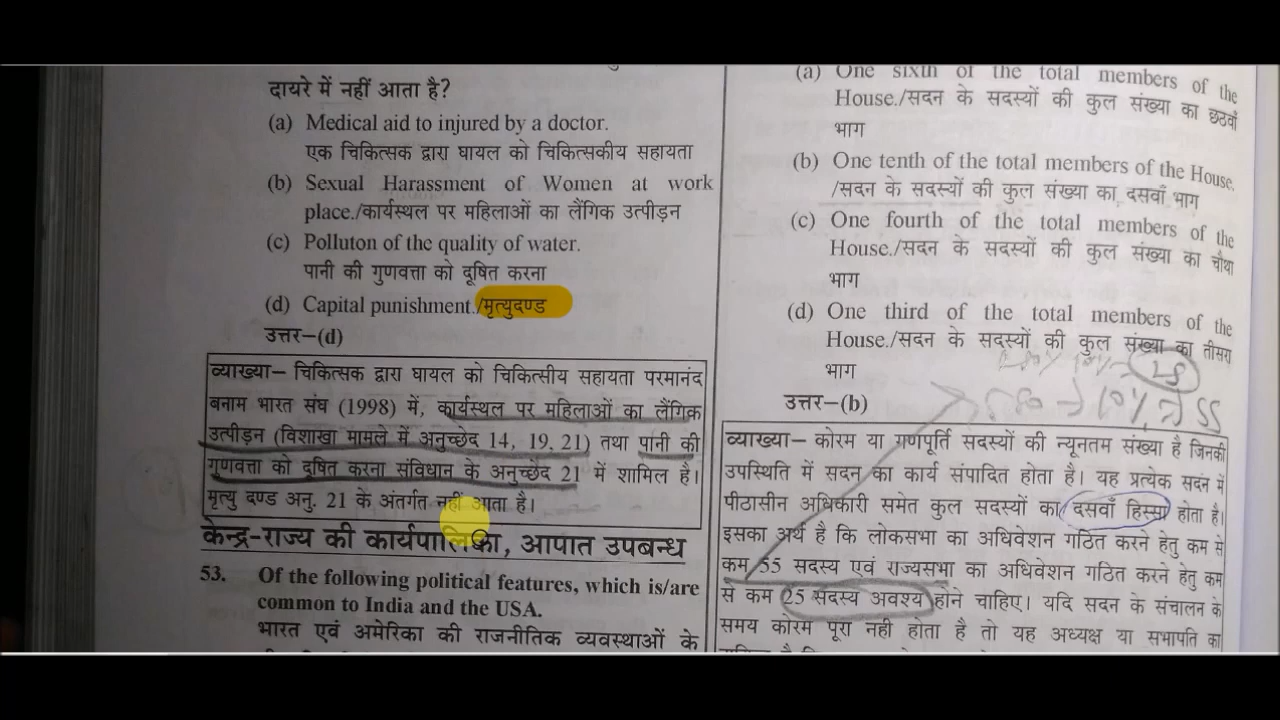 दायरे में नहीं आता है?
(a) Medical aid to injured by a doctor.
एक चिकित्सक द्वारा घायल को चिकित्सकीय सहायता
(b) Sexual Harassment of Women at work
place./कार्यस्थल पर महिलाओं का लैंगिक उत्पीड़न
(c) Polluton of the quality of water.
पानी की गुणवत्ता को दूषित करना
(d) Capital punishment./मृत्युदण्ड
उत्तर–(d)
व्याख्या– चिकित्सक द्वारा घायल को चिकित्सीय सहायता परमानंद
बनाम भारत संघ (1998) में, कार्यस्थल पर महिलाओं का लैंगिक
उत्पीड़न (विशाखा मामले में अनुच्छेद 14, 19, 21) तथा पानी की
गुणवत्ता को दूषित करना संविधान के अनुच्छेद 21 में शामिल है।
मृत्यु दण्ड अनु. 21 के अंतर्गत नहीं आता है।
केन्द्र-राज्य की कार्यपालिका, आपात उपबन्ध
53. Of the following political features, which is/are
common to India and the USA.
भारत एवं अमेरिका की राजनीतिक व्यवस्थाओं के
(a) One sixth of the total members of the
House./सदन के सदस्यों की कुल संख्या का छठवाँ
भाग
(b) One tenth of the total members of the House.
/सदन के सदस्यों की कुल संख्या का दसवाँ भाग
(c) One fourth of the total members of the
House./सदन के सदस्यों की कुल संख्या का चौथा
भाग
(d) One third of the total members of the
House./सदन के सदस्यों की कुल संख्या का तीसरा
भाग
25
उत्तर–(b)
10% 55
व्याख्या– कोरम या गणपूर्ति सदस्यों की न्यूनतम संख्या है जिनकी
उपस्थिति में सदन का कार्य संपादित होता है। यह प्रत्येक सदन में
पीठासीन अधिकारी समेत कुल सदस्यों का दसवाँ हिस्सा होता है।
इसका अर्थ है कि लोकसभा का अधिवेशन गठित करने हेतु कम से
कम 55 सदस्य एवं राज्यसभा का अधिवेशन गठित करने हेतु कम
से कम 25 सदस्य अवश्य होने चाहिए। यदि सदन के संचालन के
समय कोरम पूरा नही होता है तो यह अध्यक्ष या सभापति का